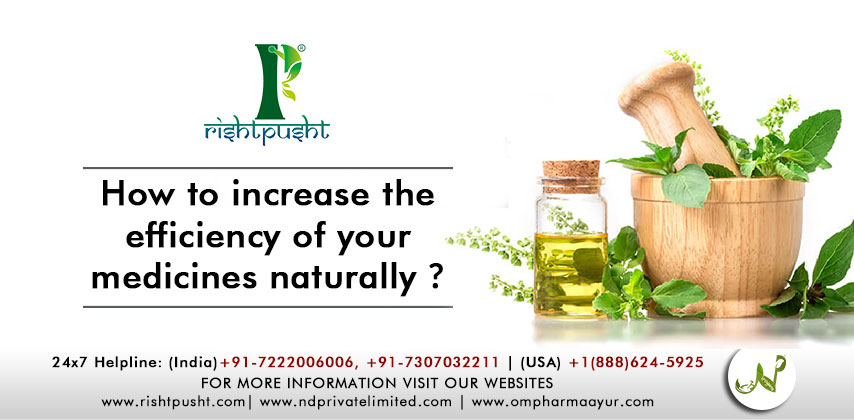 ®
rishtpusht
How to increase the
efficiency of your
medicines naturally ?
24x7 Helpline: (India)+91-7222006006, +91-7307032211 | (USA) +1(888)624-5925
FOR MORE INFORMATION VISIT OUR WEBSITES
www.rishtpusht.com| www.ndprivatelimited.com | www.ompharmaayur.com